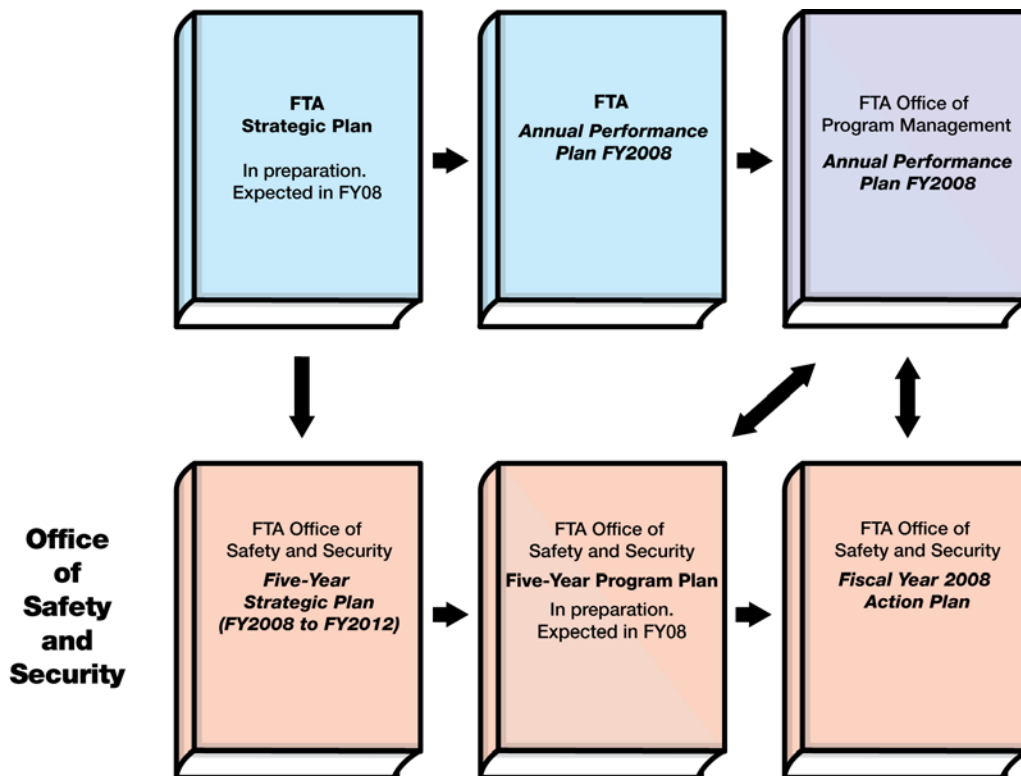 FTA
Strategic Plan
In preparation.
Expected in FY08
FTA
Annual Performance
Plan FY2008
FTA Office of
Program Management
Annual Performance
Plan FY2008
Office
of
Safety
and
Security
FTA Office of
Safety and Security
Five-Year
Strategic Plan
(FY2008 to FY2012)
FTA Office of
Safety and Security
Five-Year Program Plan
In preparation.
Expected in FY08
FTA Office of
Safety and Security
Fiscal Year 2008
Action Plan